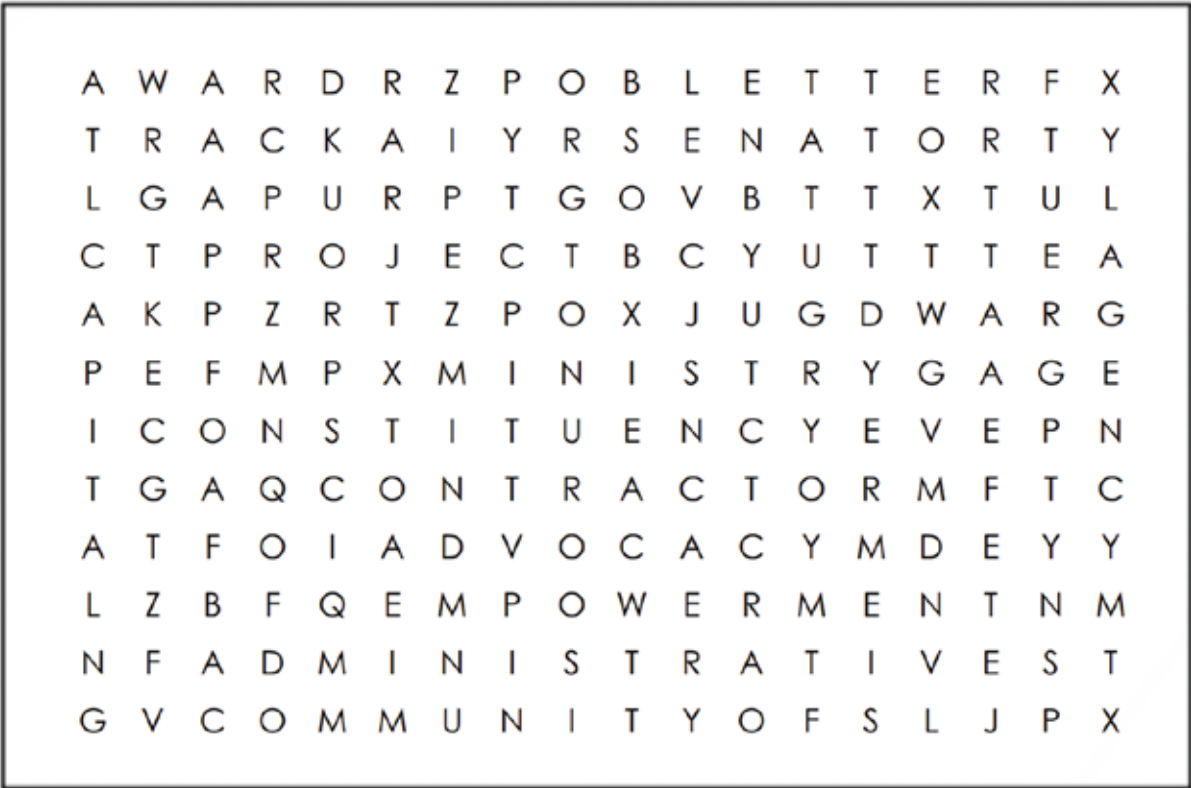 A W A R D R Z P O B L E T T E R F X
T R A C K A I Y R S E N A T O R T Y
L G A P U R P T G O V B T T X T U L
C T P R O J E C T B C Y U T T T E A
A K P Z R T Z P O X J U G D W A R G
P E F M P X M I N I S T R Y G A G E
I C O N S T I T U E N C Y E V E P N
T G A Q C O N T R A C T O R M F T C
A T F O I A D V O C A C Y M D E Y Y
L Z B F Q E M P O W E R M E N T N M
N F A D M I N I S T R A T I V E S T
G V C O M M U N I T Y O F S L J P X